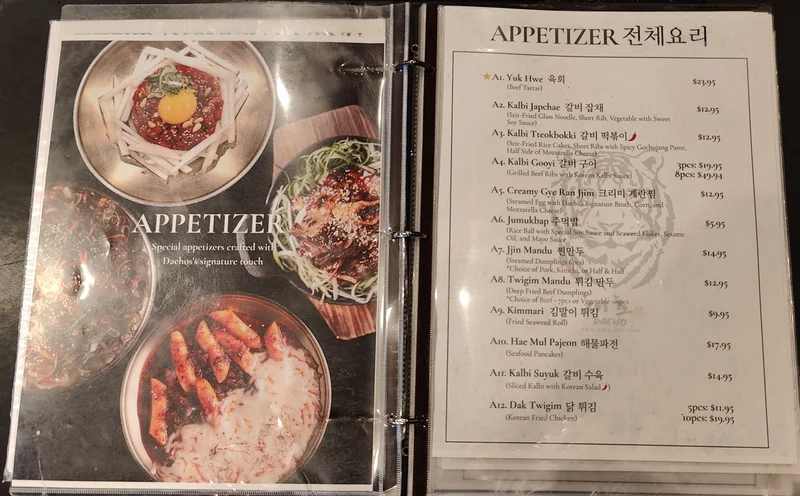 APPETIZER
Special appetizers crafted with
Daeho's signature touch
APPETIZER 전체요리
A1. Yuk Hwe 육회 $23.95
(Beef Tartar)
A2. Kalbi Japchae 갈비 잡채 $12.95
(Stir-Fried Glass Noodle, Short Rib, Vegetable with Sweet
Soy Sauce)
A3. Kalbi Tteokbokki 갈비 떡볶이 $12.95
(Stir-Fried Rice Cakes, Short Ribs with Spicy Gochujang Paste,
Half Side of Mozzarella Cheese)
A4. Kalbi Gooyi 갈비 구이 3pcs: $19.95
(Grilled Beef Ribs with Korean Kalbi Sauce) 8pcs: $49.94
A5. Creamy Gye Ran Jjim 크리미 계란찜 $12.95
(Steamed Egg with Daeho's Signature Broth, Corn, and
Mozzarella Cheese)
A6. Jumukbap 주먹밥 $5.95
(Rice Ball with Special Soy Sauce and Seaweed Flakes, Sesame
Oil, and Mayo Sauce
A7. Jjin Mandu 찐만두 $14.95
(Steamed Dumplings)
*Choice of Pork, Kimchi, or Half & Half
A8. Twigim Mandu 튀김 만두 $12.95
(Deep Fried Beef Dumplings)
*Choice of Beef - 7pcs or Vegetable
A9. Kimmari 김말이 튀김 $9.95
(Fried Seaweed Roll)
DAEHO
A10. Hae Mul Pajeon 해물파전 $17.95
(Seafood Pancakes)
A11. Kalbi Suyuk 갈비 수육 $14.95
(Sliced Kalbi with Korean Salad)
A12. Dak Twigim 닭 튀김 5pcs: $11.95
(Korean Fried Chicken) 10pcs: $19.95